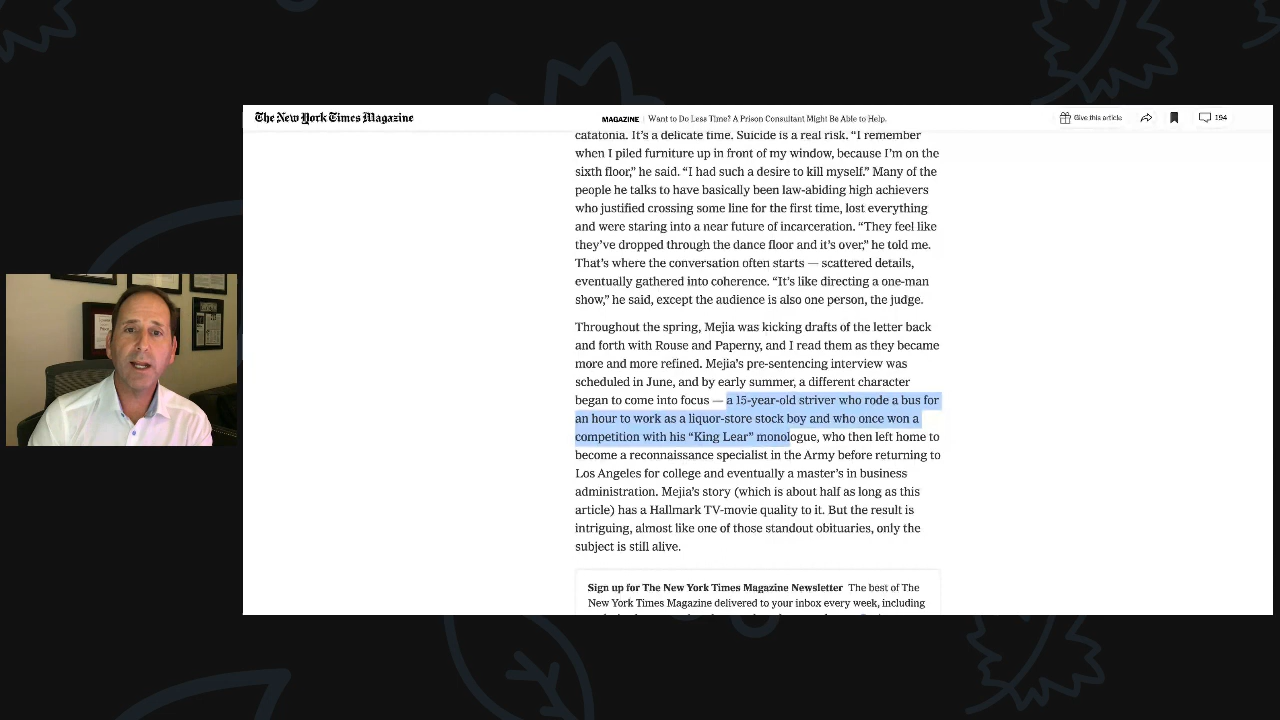 The New York Times Magazine
MAGAZINE | Want to Do Less Time? A Prison Consultant Might Be Able to Help.
Give this article
194
catatonia. It’s a delicate time. Suicide is a real risk. “I remember
when I piled furniture up in front of my window, because I’m on the
sixth floor,” he said. “I had such a desire to kill myself.” Many of the
people he talks to have basically been law-abiding high achievers
who justified crossing some line for the first time, lost everything
and were staring into a near future of incarceration. “They feel like
they’ve dropped through the dance floor and it’s over,” he told me.
That’s where the conversation often starts — scattered details,
eventually gathered into coherence. “It’s like directing a one-man
show,” he said, except the audience is also one person, the judge.
Throughout the spring, Mejia was kicking drafts of the letter back
and forth with Rouse and Paperny, and I read them as they became
more and more refined. Mejia’s pre-sentencing interview was
scheduled in June, and by early summer, a different character
began to come into focus — a 15-year-old striver who rode a bus for
an hour to work as a liquor-store stock boy and who once won a
competition with his “King Lear” monologue, who then left home to
become a reconnaissance specialist in the Army before returning to
Los Angeles for college and eventually a master’s in business
administration. Mejia’s story (which is about half as long as this
article) has a Hallmark TV-movie quality to it. But the result is
intriguing, almost like one of those standout obituaries, only the
subject is still alive.
Sign up for The New York Times Magazine Newsletter The best of The
New York Times Magazine delivered to your inbox every week, including